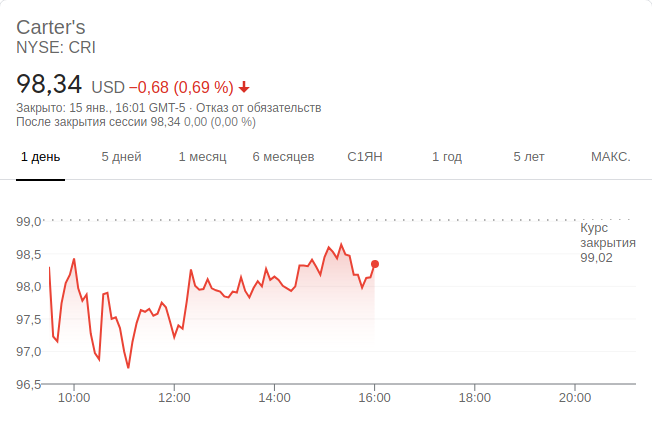 Carter's
NYSE: CRI
98,34 USD −0,68 (0,69 %)
Закрыто: 15 янв., 16:01 GMT-5 · Отказ от обязательств
После закрытия сессии 98,34 0,00 (0,00 %)
1 день 5 дней 1 месяц 6 месяцев С1ЯН 1 год 5 лет МАКС.
99,0
Курс
закрытия
99,02
98,5
98,0
97,5
97,0
96,5
10:00 12:00 14:00 16:00 18:00 20:00